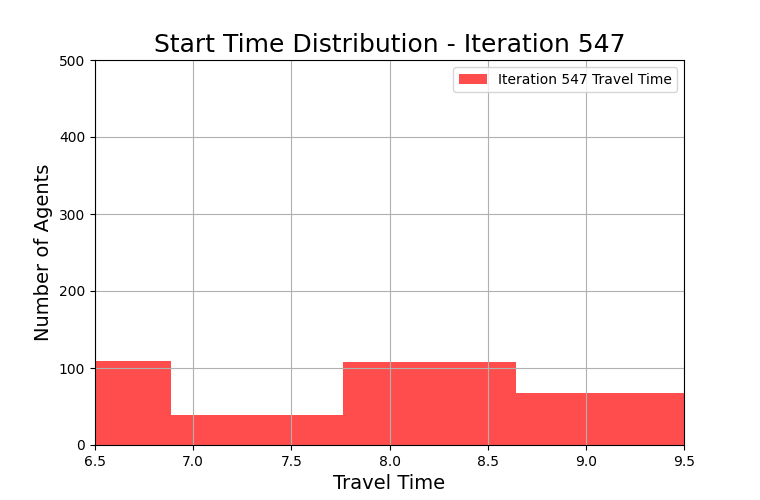 Start Time Distribution - Iteration 547
Iteration 547 Travel Time
500
400
300
200
100
0
Number of Agents
6.5 7.0 7.5 8.0 8.5 9.0 9.5
Travel Time